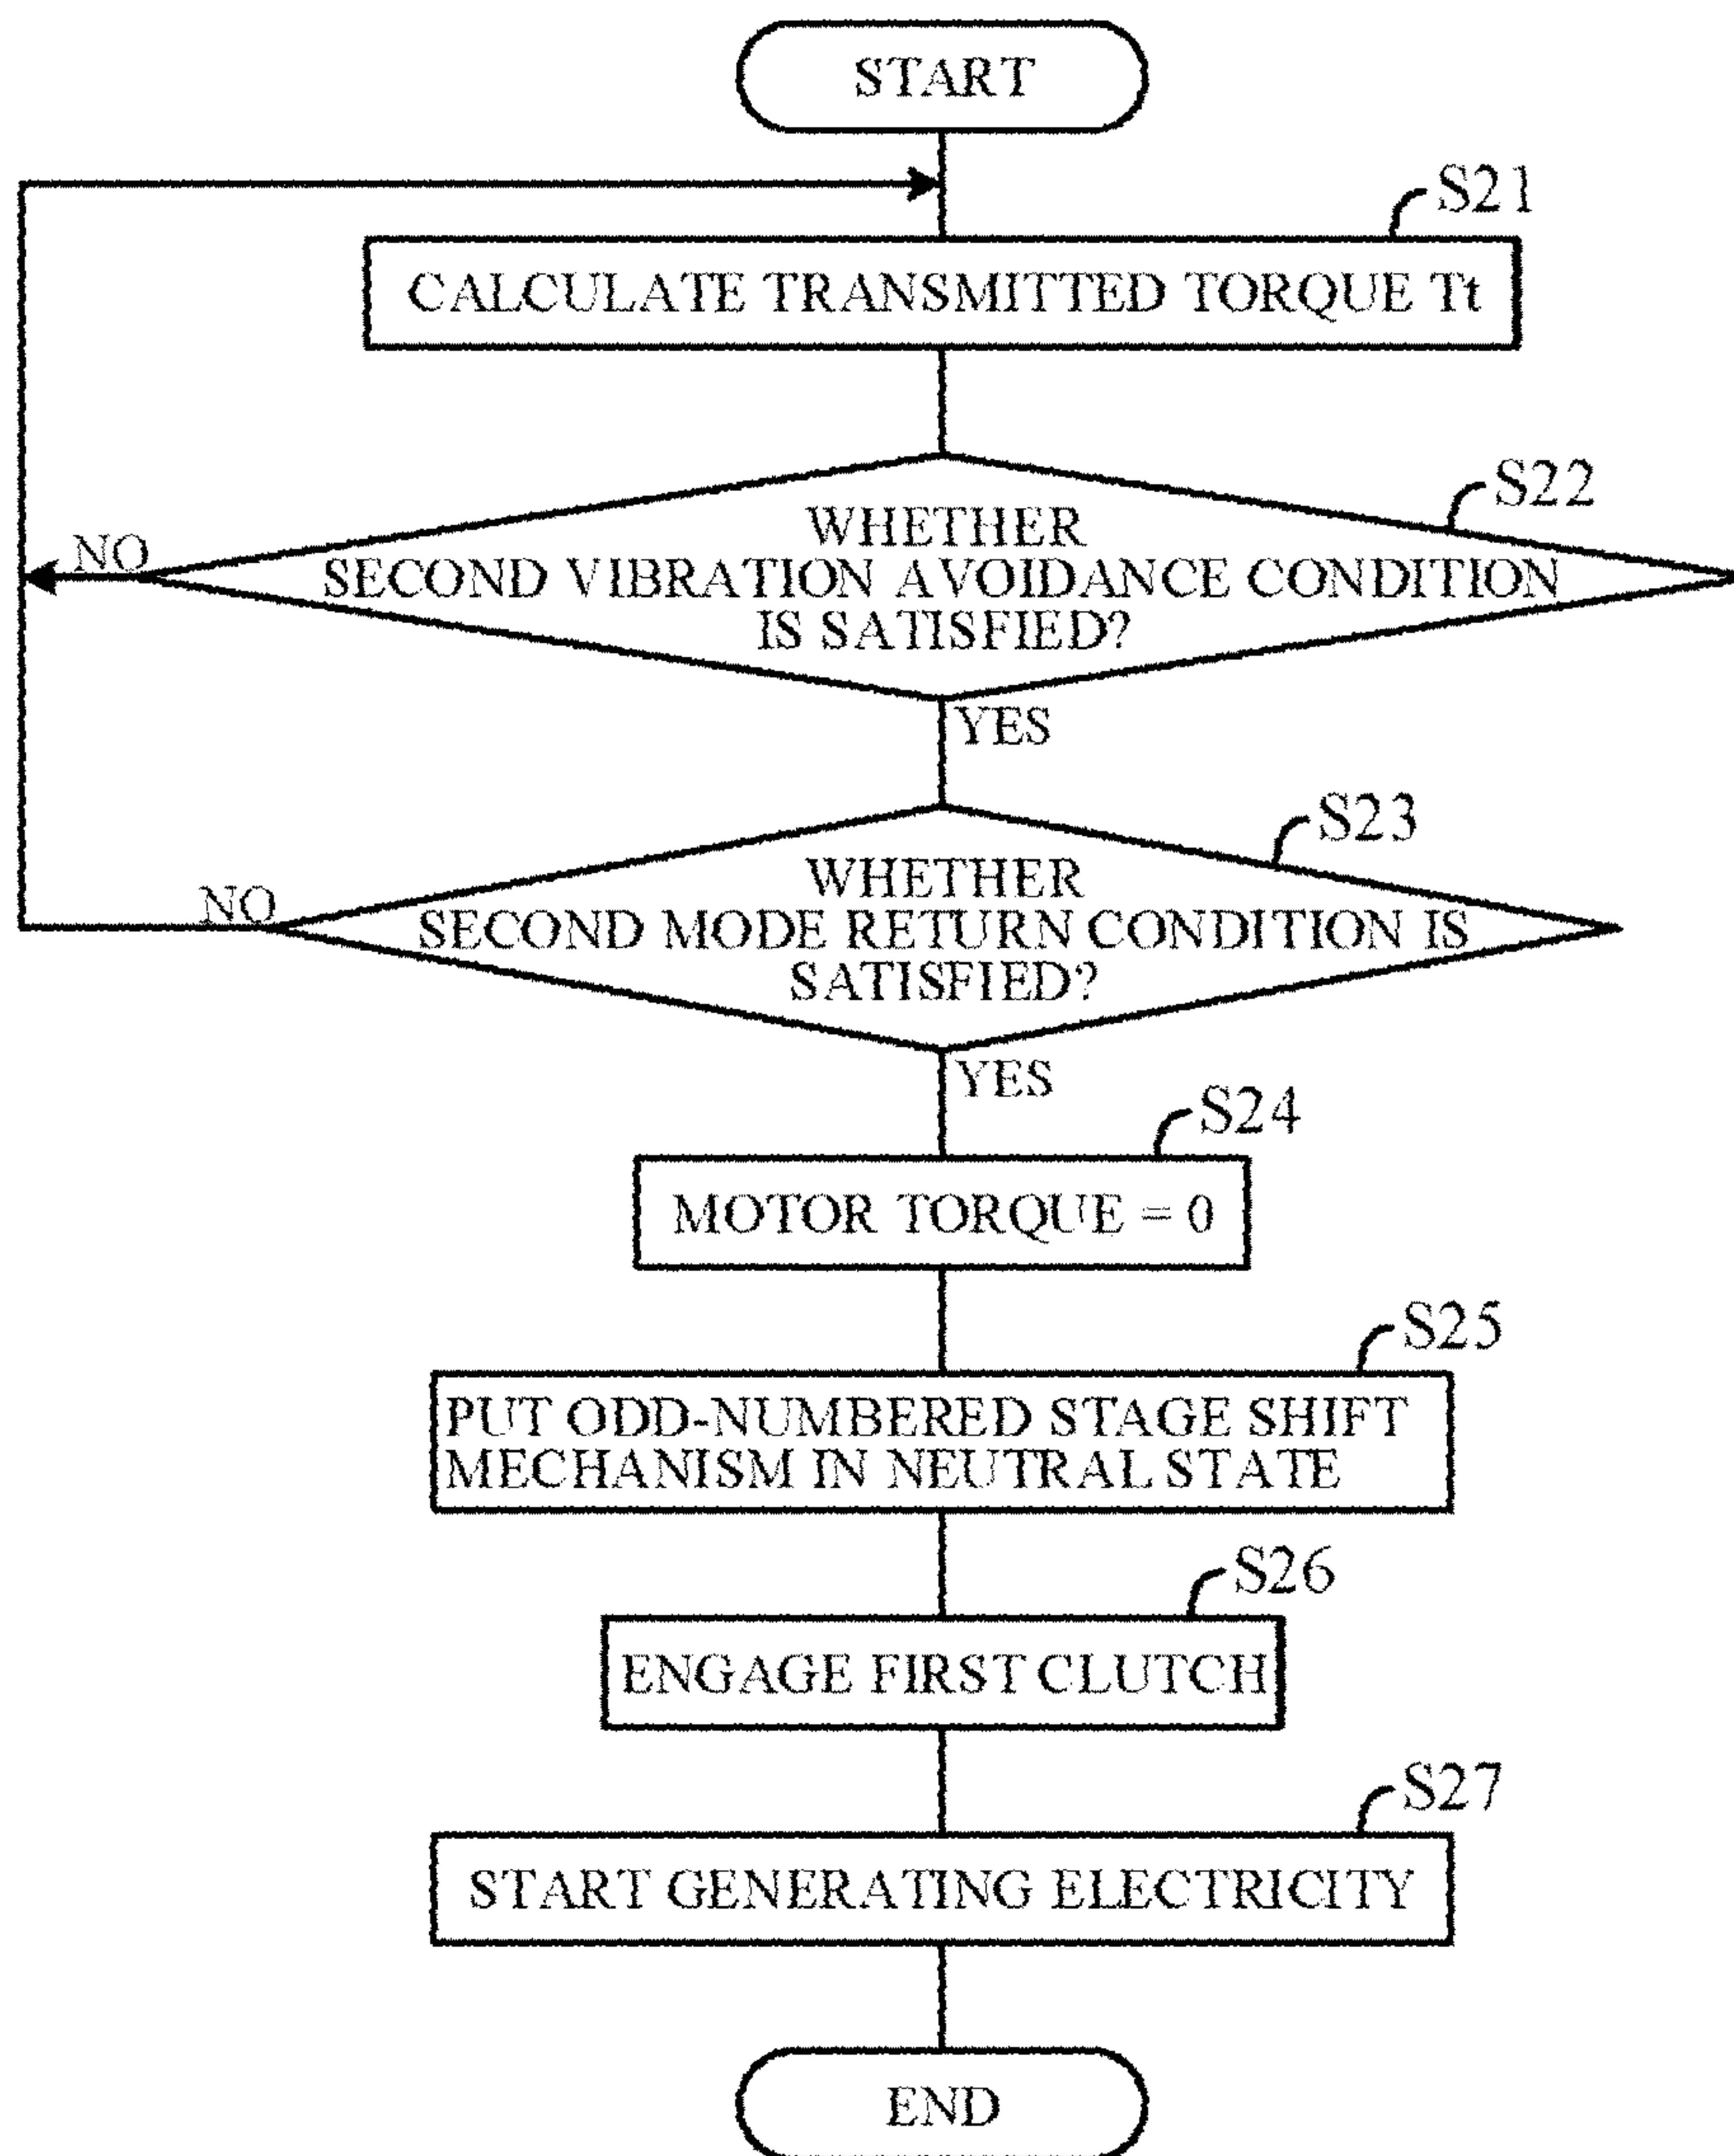 START
S21
CALCULATE TRANSMITTED TORQUE Tt
S22
WHETHER
SECOND VIBRATION AVOIDANCE CONDITION
IS SATISFIED?
NO
YES
S23
WHETHER
SECOND MODE RETURN CONDITION IS
SATISFIED?
NO
YES
S24
MOTOR TORQUE = 0
S25
PUT ODD-NUMBERED STAGE SHIFT
MECHANISM IN NEUTRAL STATE
S26
ENGAGE FIRST CLUTCH
S27
START GENERATING ELECTRICITY
END